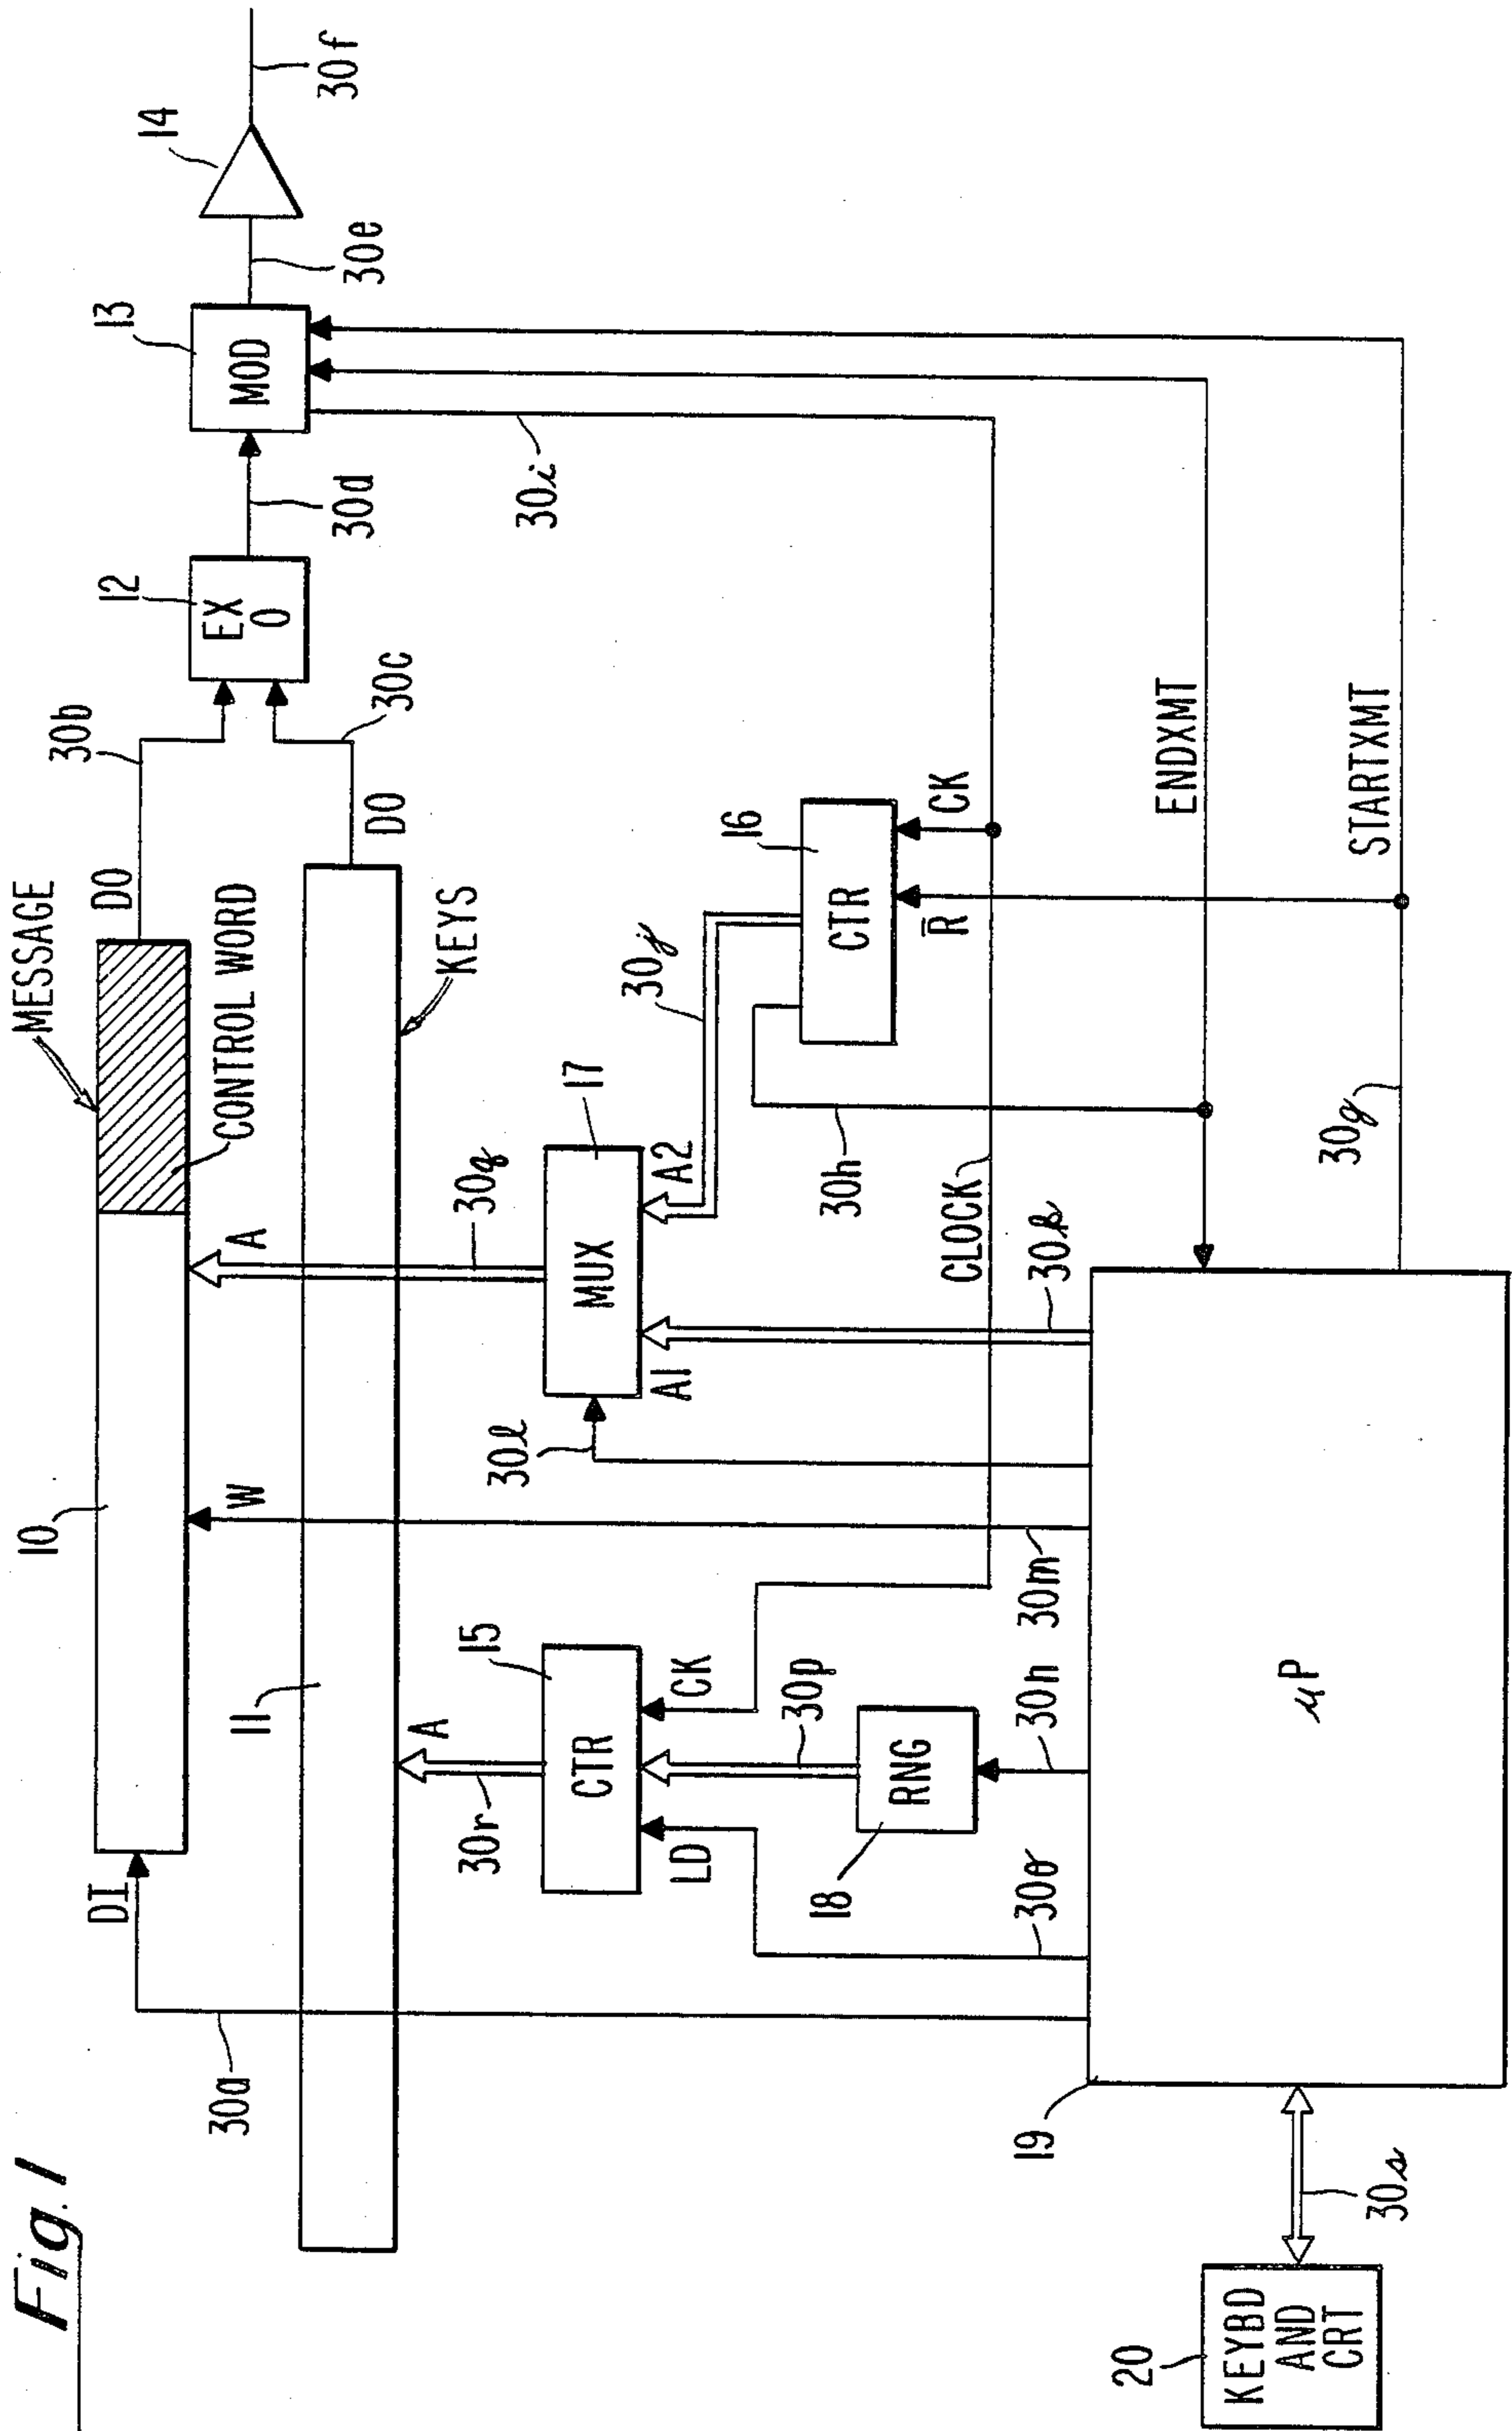 Fig. 1
MESSAGE
10
DI
DO
30b
12
EX
O
30d
13
MOD
30e
14
30f
CONTROL WORD
30a
11
W
A
DO
30c
KEYS
30r
A
15
CTR
LD
CK
30l
30q
17
MUX
A1
A2
30j
16
CTR
R̄
CK
30i
18
RNG
30p
30h
CLOCK
30o
30n
30m
30k
ENDXMT
STARTXMT
30g
19
µP
20
KEYBD
AND
CRT
30s